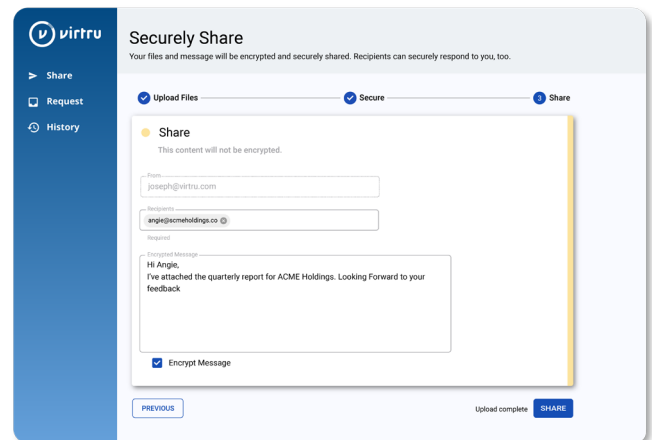 virtru
Share
Request
History
Securely Share
Your files and message will be encrypted and securely shared. Recipients can securely respond to you, too.
Upload Files
Secure
3 Share
Share
This content will not be encrypted.
From
joseph@virtru.com
Recipients
angie@scmeholdings.co
Required
Encrypted Message
Hi Angie,
I've attached the quarterly report for ACME Holdings. Looking Forward to your
feedback
Encrypt Message
PREVIOUS
Upload complete
SHARE